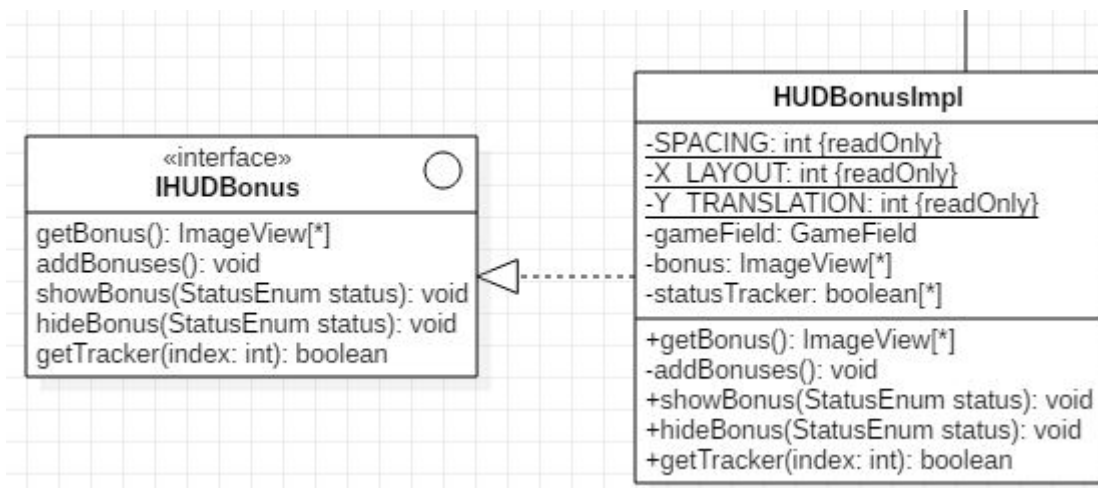 «interface»
IHUDBonus
getBonus(): ImageView[*]
addBonuses(): void
showBonus(StatusEnum status): void
hideBonus(StatusEnum status): void
getTracker(index: int): boolean
HUDBonusImpl
-SPACING: int {readOnly}
-X_LAYOUT: int {readOnly}
-Y_TRANSLATION: int {readOnly}
-gameField: GameField
-bonus: ImageView[*]
-statusTracker: boolean[*]
+getBonus(): ImageView[*]
-addBonuses(): void
+showBonus(StatusEnum status): void
+hideBonus(StatusEnum status): void
+getTracker(index: int): boolean